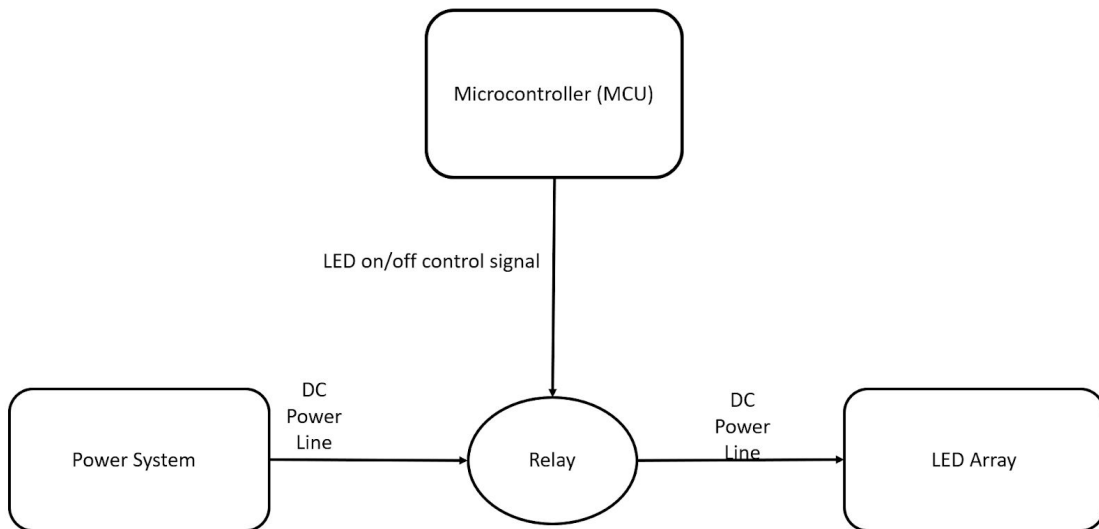 Microcontroller (MCU)
LED on/off control signal
DC
Power
Line
DC
Power
Line
Power System
Relay
LED Array